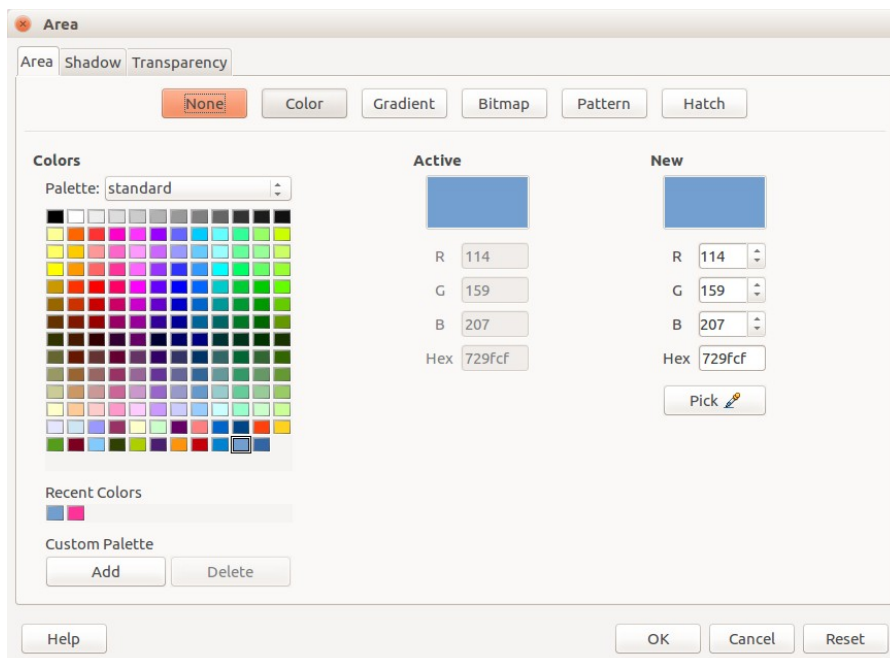 Area
Area Shadow Transparency
None Color Gradient Bitmap Pattern Hatch
Colors
Palette: standard
Recent Colors
Custom Palette
Add Delete
Active
R 114
G 159
B 207
Hex 729fcf
New
R 114
G 159
B 207
Hex 729fcf
Pick
Help OK Cancel Reset